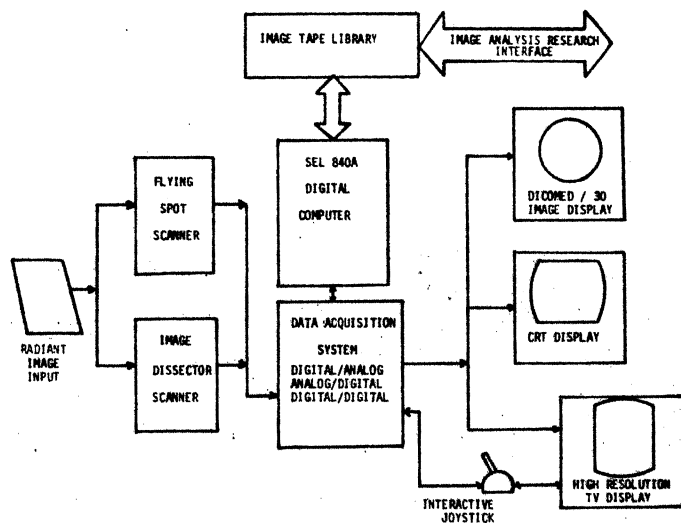 IMAGE TAPE LIBRARY
IMAGE ANALYSIS RESEARCH
INTERFACE
SEL 840A
DIGITAL
COMPUTER
FLYING
SPOT
SCANNER
DICOMED / 3D
IMAGE DISPLAY
RADIANT
IMAGE
INPUT
IMAGE
DISSECTOR
SCANNER
DATA ACQUISITION
SYSTEM
DIGITAL/ANALOG
ANALOG/DIGITAL
DIGITAL/DIGITAL
CRT DISPLAY
INTERACTIVE
JOYSTICK
HIGH RESOLUTION
TV DISPLAY